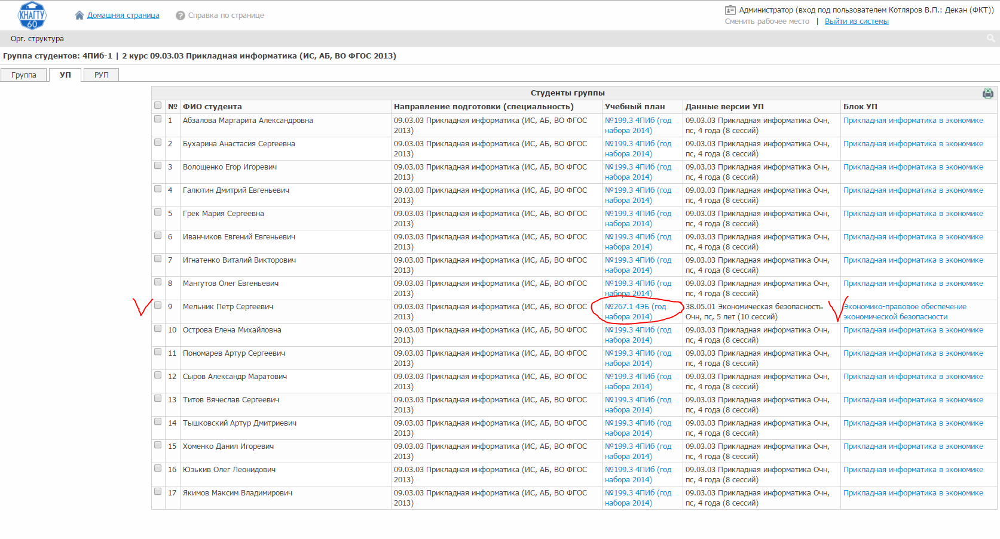 КНАГТУ
60
Домашняя страница
Справка по странице
Администратор (вход под пользователем Котляров В.П.: Декан (ФКТ))
Сменить рабочее место | Выйти из системы
Орг. структура
Группа студентов: 4ПИб-1 | 2 курс 09.03.03 Прикладная информатика (ИС, АБ, ВО ФГОС 2013)
Группа УП РУП
Студенты группы
№ ФИО студента Направление подготовки (специальность) Учебный план Данные версии УП Блок УП
1 Абзалова Маргарита Александровна 09.03.03 Прикладная информатика (ИС, АБ, ВО ФГОС №199.3 4ПИб (год 09.03.03 Прикладная информатика Очн, Прикладная информатика в экономике
2013) набора 2014) пс, 4 года (8 сессий)
2 Бухарина Анастасия Сергеевна 09.03.03 Прикладная информатика (ИС, АБ, ВО ФГОС №199.3 4ПИб (год 09.03.03 Прикладная информатика Очн, Прикладная информатика в экономике
2013) набора 2014) пс, 4 года (8 сессий)
3 Волощенко Егор Игоревич 09.03.03 Прикладная информатика (ИС, АБ, ВО ФГОС №199.3 4ПИб (год 09.03.03 Прикладная информатика Очн, Прикладная информатика в экономике
2013) набора 2014) пс, 4 года (8 сессий)
4 Галютин Дмитрий Евгеньевич 09.03.03 Прикладная информатика (ИС, АБ, ВО ФГОС №199.3 4ПИб (год 09.03.03 Прикладная информатика Очн, Прикладная информатика в экономике
2013) набора 2014) пс, 4 года (8 сессий)
5 Грек Мария Сергеевна 09.03.03 Прикладная информатика (ИС, АБ, ВО ФГОС №199.3 4ПИб (год 09.03.03 Прикладная информатика Очн, Прикладная информатика в экономике
2013) набора 2014) пс, 4 года (8 сессий)
6 Иванчиков Евгений Евгеньевич 09.03.03 Прикладная информатика (ИС, АБ, ВО ФГОС №199.3 4ПИб (год 09.03.03 Прикладная информатика Очн, Прикладная информатика в экономике
2013) набора 2014) пс, 4 года (8 сессий)
7 Игнатенко Виталий Викторович 09.03.03 Прикладная информатика (ИС, АБ, ВО ФГОС №199.3 4ПИб (год 09.03.03 Прикладная информатика Очн, Прикладная информатика в экономике
2013) набора 2014) пс, 4 года (8 сессий)
8 Мангутов Олег Евгеньевич 09.03.03 Прикладная информатика (ИС, АБ, ВО ФГОС №199.3 4ПИб (год 09.03.03 Прикладная информатика Очн, Прикладная информатика в экономике
2013) набора 2014) пс, 4 года (8 сессий)
9 Мельник Петр Сергеевич 09.03.03 Прикладная информатика (ИС, АБ, ВО ФГОС №267.1 4ЭБ (год 38.05.01 Экономическая безопасность Экономико-правовое обеспечение
2013) набора 2014) Очн, пс, 5 лет (10 сессий) экономической безопасности
10 Острова Елена Михайловна 09.03.03 Прикладная информатика (ИС, АБ, ВО ФГОС №199.3 4ПИб (год 09.03.03 Прикладная информатика Очн, Прикладная информатика в экономике
2013) набора 2014) пс, 4 года (8 сессий)
11 Пономарев Артур Сергеевич 09.03.03 Прикладная информатика (ИС, АБ, ВО ФГОС №199.3 4ПИб (год 09.03.03 Прикладная информатика Очн, Прикладная информатика в экономике
2013) набора 2014) пс, 4 года (8 сессий)
12 Сыров Александр Маратович 09.03.03 Прикладная информатика (ИС, АБ, ВО ФГОС №199.3 4ПИб (год 09.03.03 Прикладная информатика Очн, Прикладная информатика в экономике
2013) набора 2014) пс, 4 года (8 сессий)
13 Титов Вячеслав Сергеевич 09.03.03 Прикладная информатика (ИС, АБ, ВО ФГОС №199.3 4ПИб (год 09.03.03 Прикладная информатика Очн, Прикладная информатика в экономике
2013) набора 2014) пс, 4 года (8 сессий)
14 Тышковский Артур Дмитриевич 09.03.03 Прикладная информатика (ИС, АБ, ВО ФГОС №199.3 4ПИб (год 09.03.03 Прикладная информатика Очн, Прикладная информатика в экономике
2013) набора 2014) пс, 4 года (8 сессий)
15 Хоменко Данил Игоревич 09.03.03 Прикладная информатика (ИС, АБ, ВО ФГОС №199.3 4ПИб (год 09.03.03 Прикладная информатика Очн, Прикладная информатика в экономике
2013) набора 2014) пс, 4 года (8 сессий)
16 Юзькив Олег Леонидович 09.03.03 Прикладная информатика (ИС, АБ, ВО ФГОС №199.3 4ПИб (год 09.03.03 Прикладная информатика Очн, Прикладная информатика в экономике
2013) набора 2014) пс, 4 года (8 сессий)
17 Якимов Максим Владимирович 09.03.03 Прикладная информатика (ИС, АБ, ВО ФГОС №199.3 4ПИб (год 09.03.03 Прикладная информатика Очн, Прикладная информатика в экономике
2013) набора 2014) пс, 4 года (8 сессий)